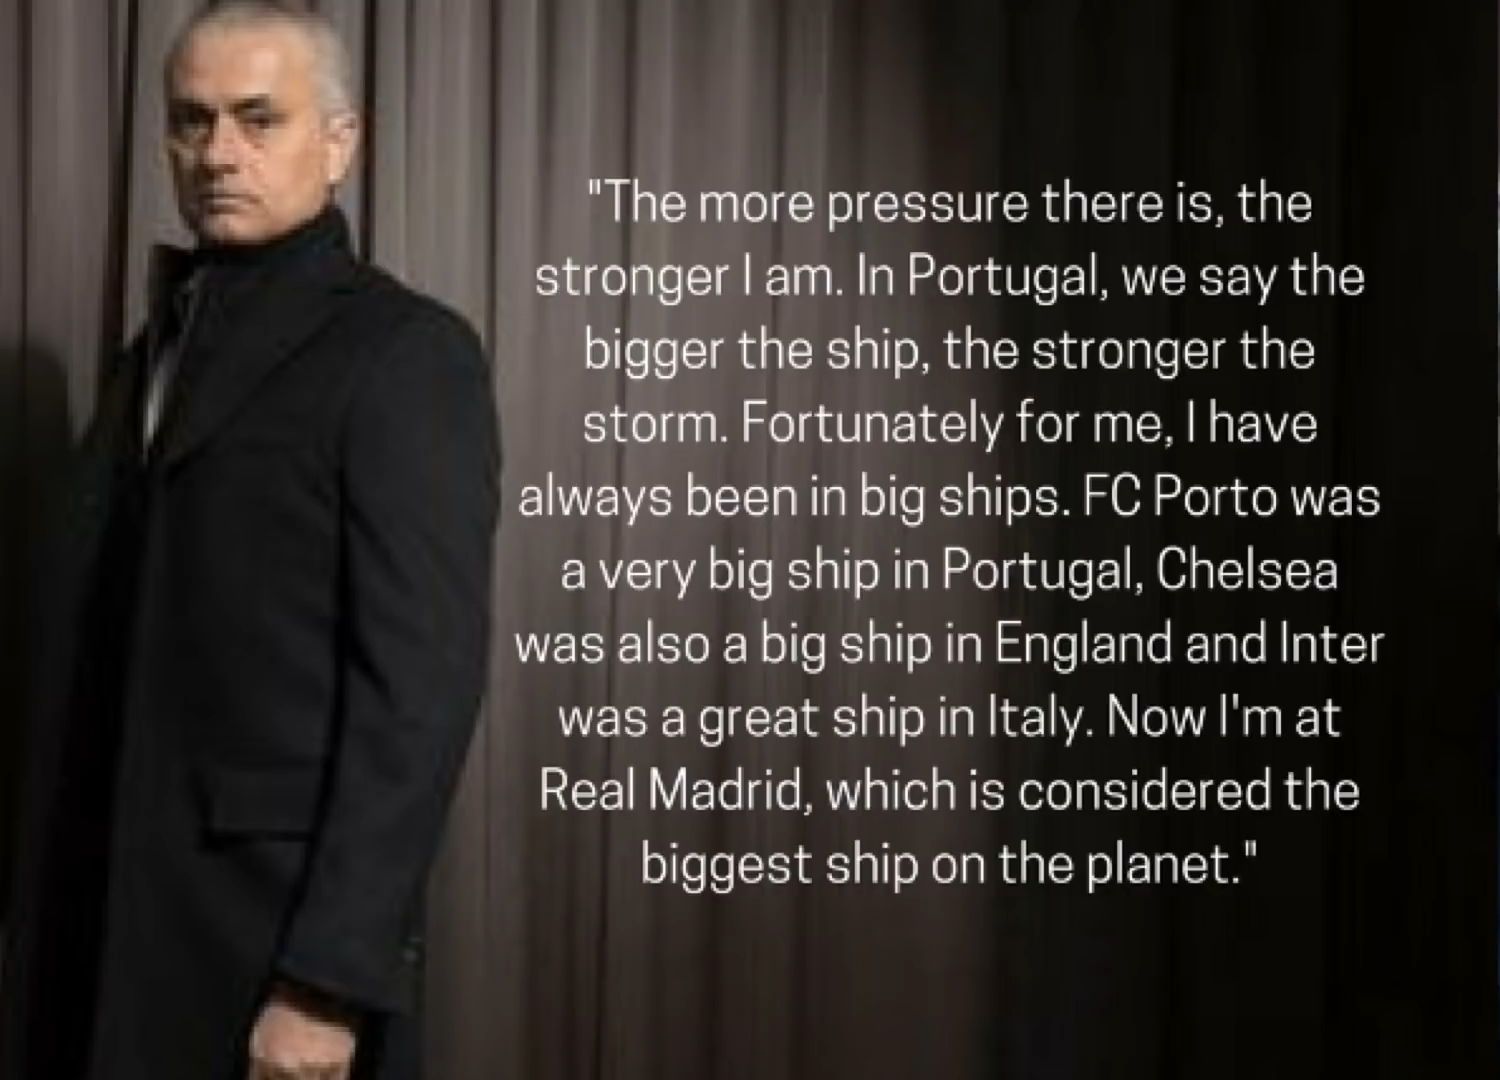 "The more pressure there is, the
stronger I am. In Portugal, we say the
bigger the ship, the stronger the
storm. Fortunately for me, I have
always been in big ships. FC Porto was
a very big ship in Portugal, Chelsea
was also a big ship in England and Inter
was a great ship in Italy. Now I'm at
Real Madrid, which is considered the
biggest ship on the planet."